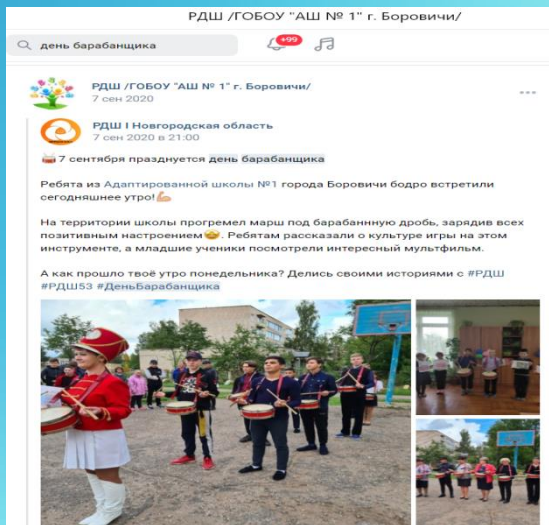 РДШ /ГОБОУ "АШ № 1" г. Боровичи/
день барабанщика
+99
РДШ /ГОБОУ "АШ № 1" г. Боровичи/
7 сен 2020
РДШ I Новгородская область
7 сен 2020 в 21:00
7 сентября празднуется день барабанщика
Ребята из Адаптированной школы №1 города Боровичи бодро встретили
сегодняшнее утро!
На территории школы прогремел марш под барабаннную дробь, зарядив всех
позитивным настроением. Ребятам рассказали о культуре игры на этом
инструменте, а младшие ученики посмотрели интересный мультфильм.
А как прошло твоё утро понедельника? Делись своими историями с #РДШ
#РДШ53 #ДеньБарабанщика